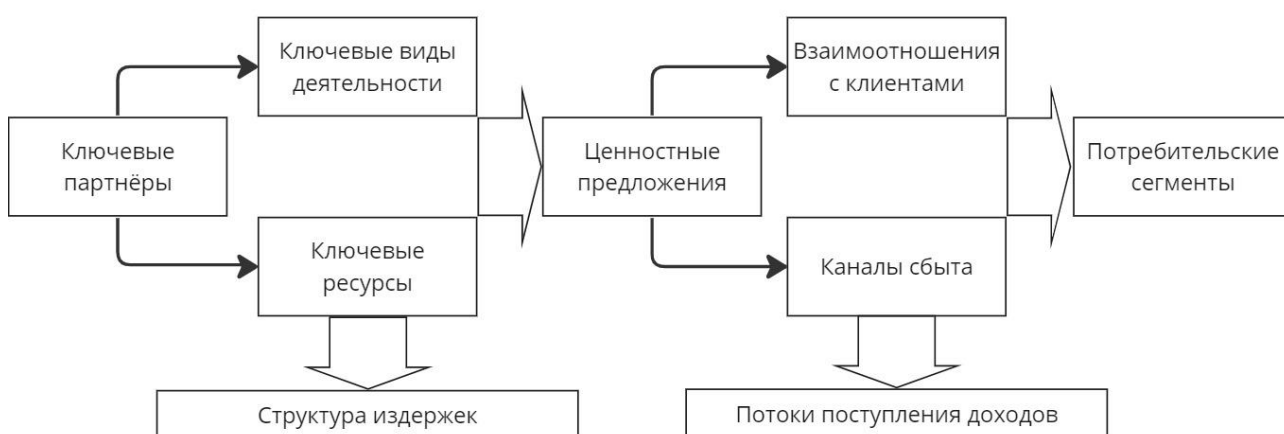 Ключевые виды
деятельности
Взаимоотношения
с клиентами
Ключевые
партнёры
Ценностные
предложения
Потребительские
сегменты
Ключевые
ресурсы
Каналы сбыта
Структура издержек
Потоки поступления доходов